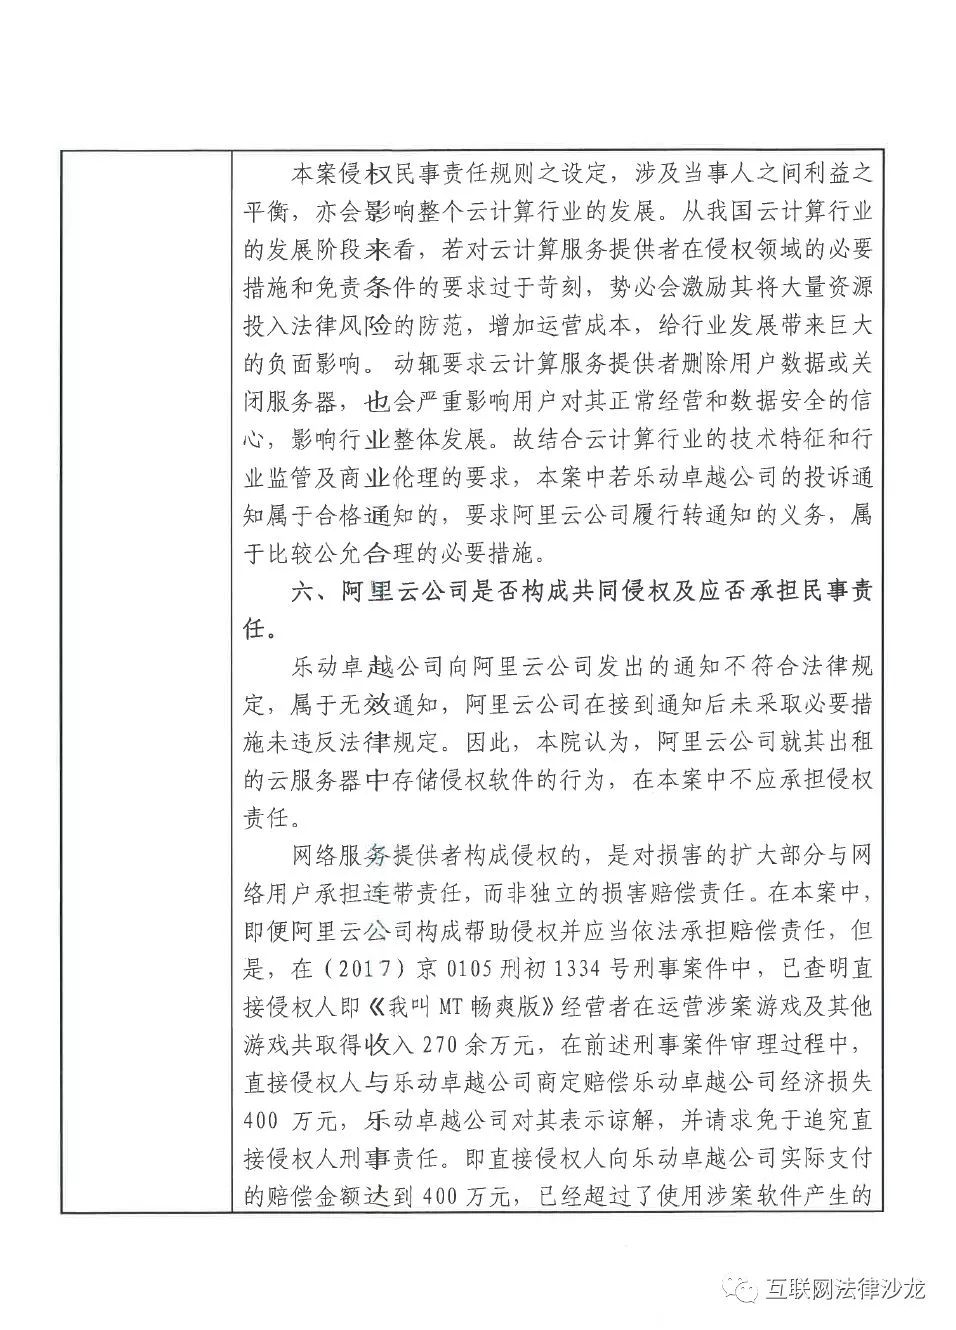 本案侵权民事责任规则之设定，涉及当事人之间利益之
平衡，亦会影响整个云计算行业的发展。从我国云计算行业
的发展阶段来看，若对云计算服务提供者在侵权领域的必要
措施和免责条件的要求过于苛刻，势必会激励其将大量资源
投入法律风险的防范，增加运营成本，给行业发展带来巨大
的负面影响。动辄要求云计算服务提供者删除用户数据或关
闭服务器，也会严重影响用户对其正常经营和数据安全的信
心，影响行业整体发展。故结合云计算行业的技术特征和行
业监管及商业伦理的要求，本案中若乐动卓越公司的投诉通
知属于合格通知的，要求阿里云公司履行转通知的义务，属
于比较公允合理的必要措施。
六、阿里云公司是否构成共同侵权及应否承担民事责
任。
乐动卓越公司向阿里云公司发出的通知不符合法律规
定，属于无效通知，阿里云公司在接到通知后未采取必要措
施未违反法律规定。因此，本院认为，阿里云公司就其出租
的云服务器中存储侵权软件的行为，在本案中不应承担侵权
责任。
网络服务提供者构成侵权的，是对损害的扩大部分与网
络用户承担连带责任，而非独立的损害赔偿责任。在本案中，
即便阿里云公司构成帮助侵权并应当依法承担赔偿责任，但
是，在（2017）京0105刑初1334号刑事案件中，已查明直
接侵权人即《我叫MT畅爽版》经营者在运营涉案游戏及其他
游戏共取得收入270余万元，在前述刑事案件审理过程中，
直接侵权人与乐动卓越公司商定赔偿乐动卓越公司经济损失
400万元，乐动卓越公司对其表示谅解，并请求免于追究直
接侵权人刑事责任。即直接侵权人向乐动卓越公司实际支付
的赔偿金额达到400万元，已经超过了使用涉案软件产生的
互联网法律沙龙